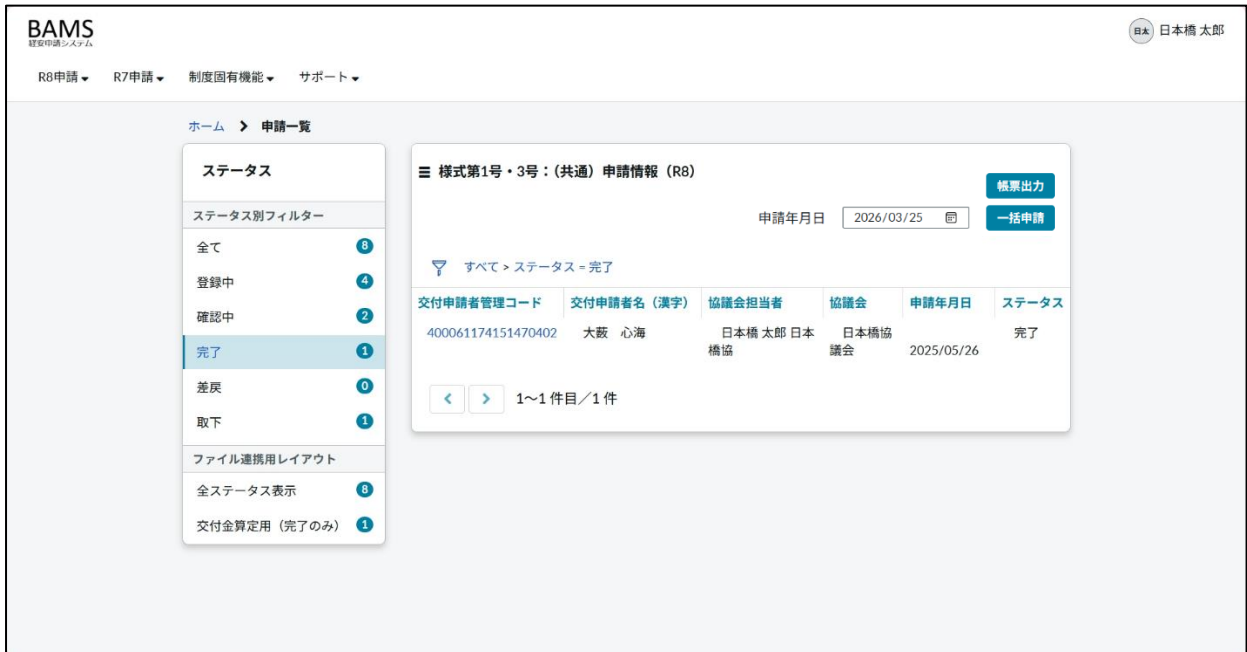 BAMS
経安申請システム
日太 日本橋 太郎
R8申請 R7申請 制度固有機能 サポート
ホーム > 申請一覧
ステータス
ステータス別フィルター
全て 8
登録中 4
確認中 2
完了 1
差戻 0
取下 1
ファイル連携用レイアウト
全ステータス表示 8
交付金算定用（完了のみ） 1
様式第1号・3号：（共通）申請情報（R8）
帳票出力
申請年月日 2026/03/25 一括申請
すべて > ステータス = 完了
交付申請者管理コード 交付申請者名（漢字） 協議会担当者 協議会 申請年月日 ステータス
400061174151470402 大薮 心海 日本橋 太郎 日本 日本橋協 完了
橋協 議会 2025/05/26
1～1 件目／1 件